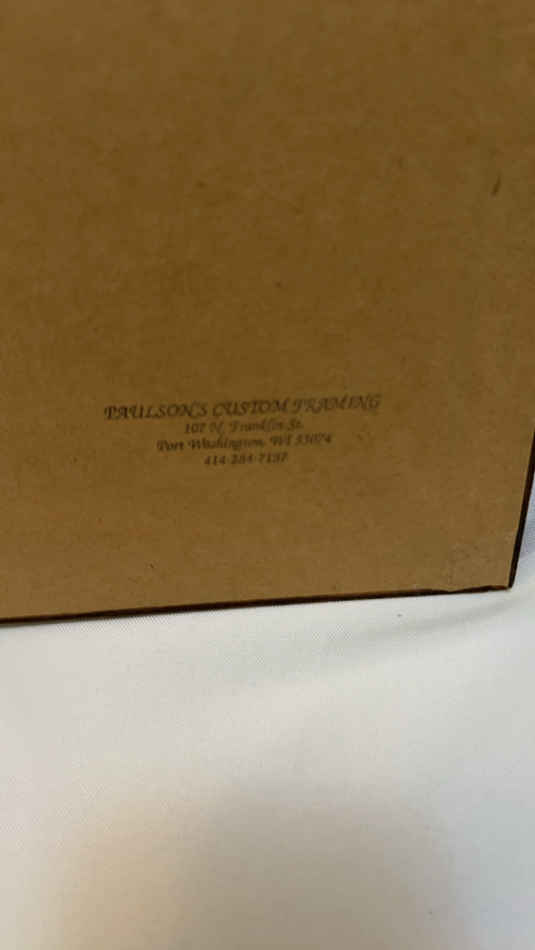 PAULSON'S CUSTOM FRAMING
107 N. Franklin St.
Port Washington, WI 53074
414-284-7137